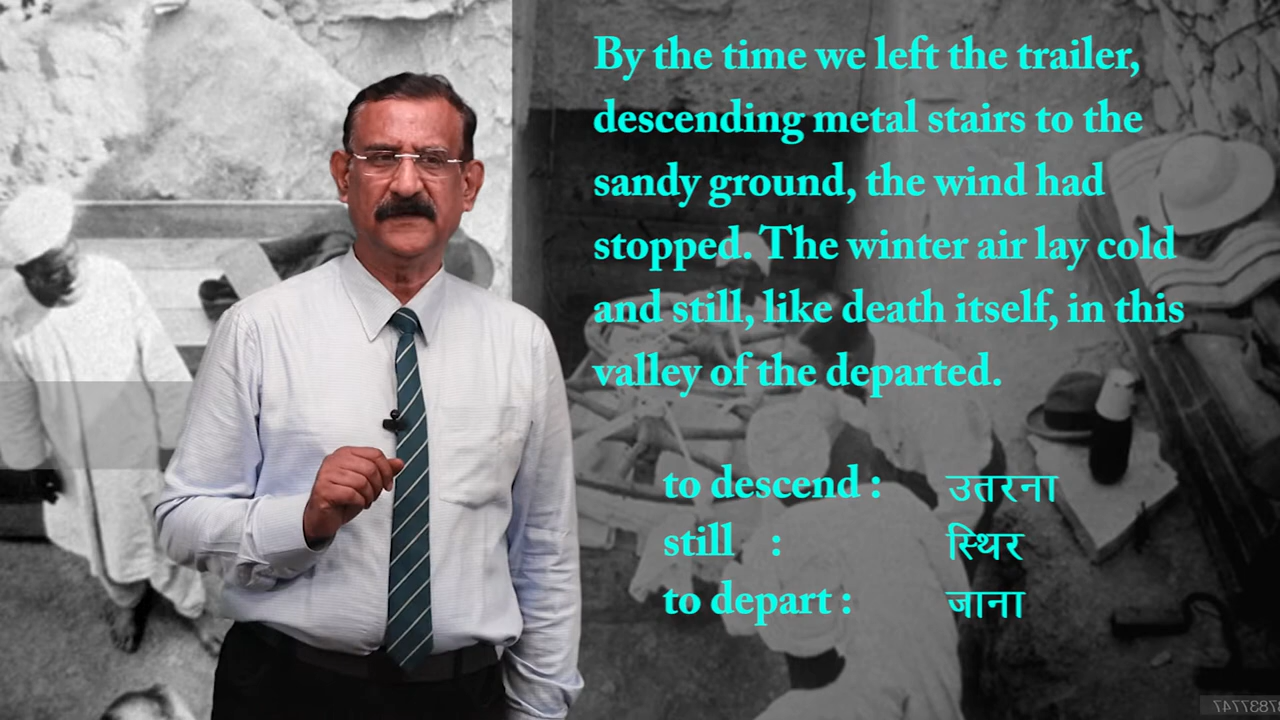 By the time we left the trailer,
descending metal stairs to the
sandy ground, the wind had
stopped. The winter air lay cold
and still, like death itself, in this
valley of the departed.
to descend : उतरना
still : स्थिर
to depart : जाना